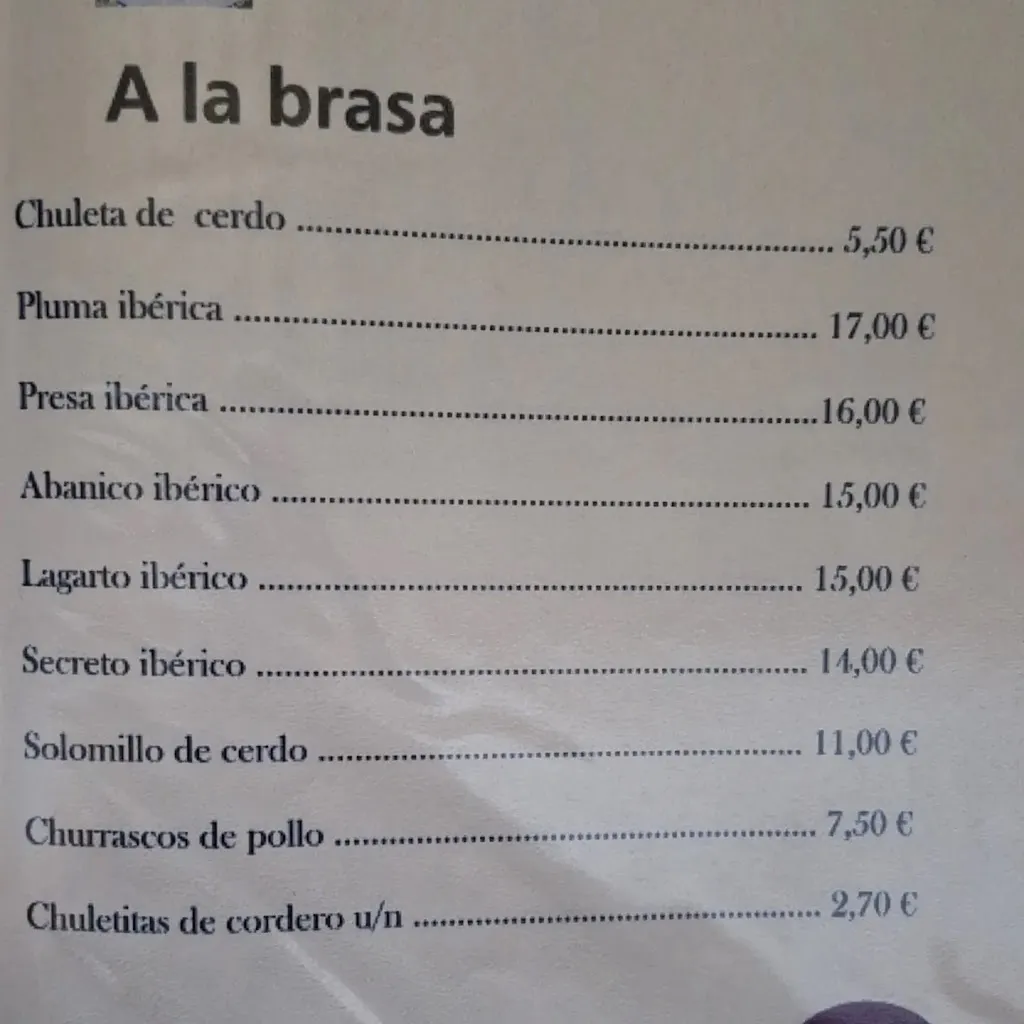 A la brasa
Chuleta de cerdo ........................................................................ 5,50 €
Pluma ibérica ........................................................................ 17,00 €
Presa ibérica ........................................................................16,00 €
Abanico ibérico .................................................................. 15,00 €
Lagarto ibérico .................................................................. 15,00 €
Secreto ibérico .................................................................. 14,00 €
Solomillo de cerdo .......................................................... 11,00 €
Churrascos de pollo .......................................................... 7,50 €
Chuletitas de cordero u/n .................................................. 2,70 €